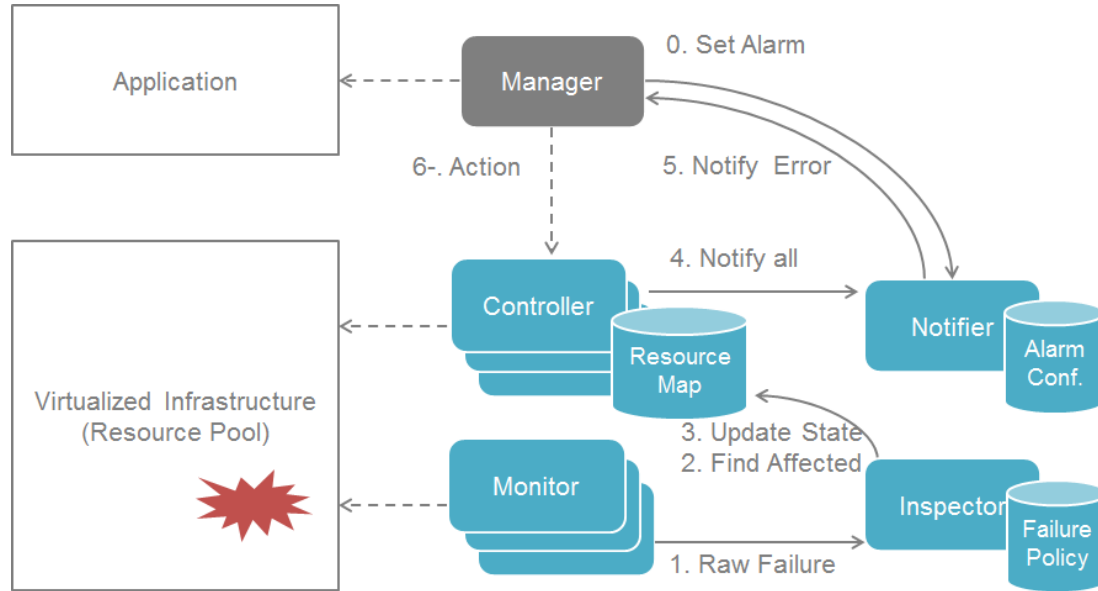 0. Set Alarm
Application
Manager
6-. Action
5. Notify Error
4. Notify all
Controller
Notifier
Resource
Map
Alarm
Conf.
Virtualized Infrastructure
(Resource Pool)
3. Update State
2. Find Affected
Monitor
Inspector
Failure
Policy
1. Raw Failure